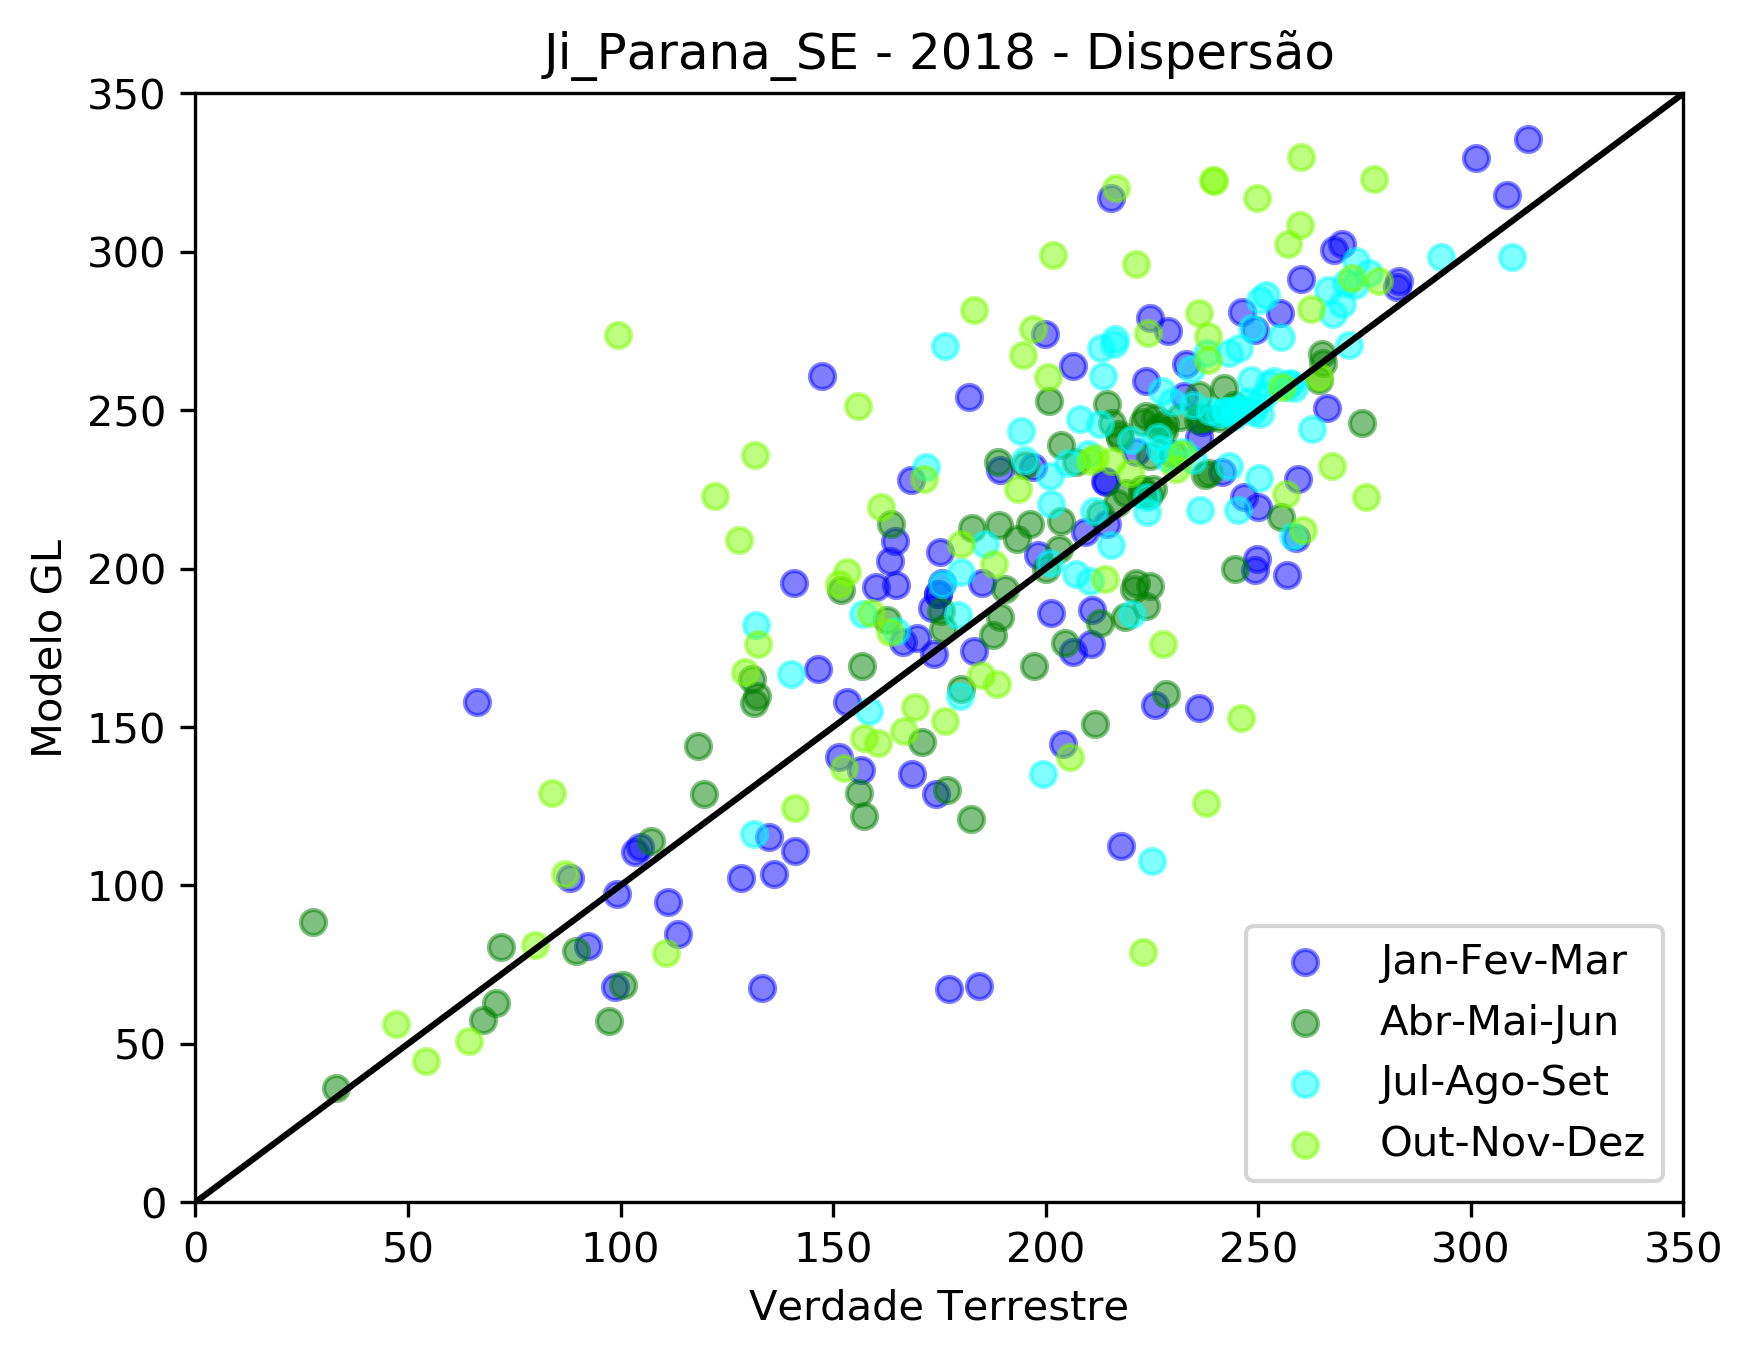 Ji_Parana_SE - 2018 - Dispersão
350
300
250
200
150
100
50
0
Modelo GL
0 50 100 150 200 250 300 350
Verdade Terrestre
Jan-Fev-Mar
Abr-Mai-Jun
Jul-Ago-Set
Out-Nov-Dez